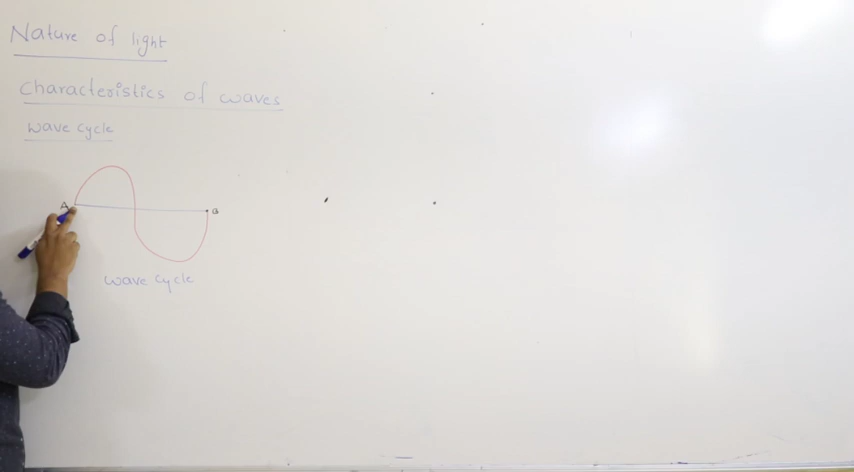 Nature of light
Characteristics of waves
Wave cycle
A B
Wave cycle